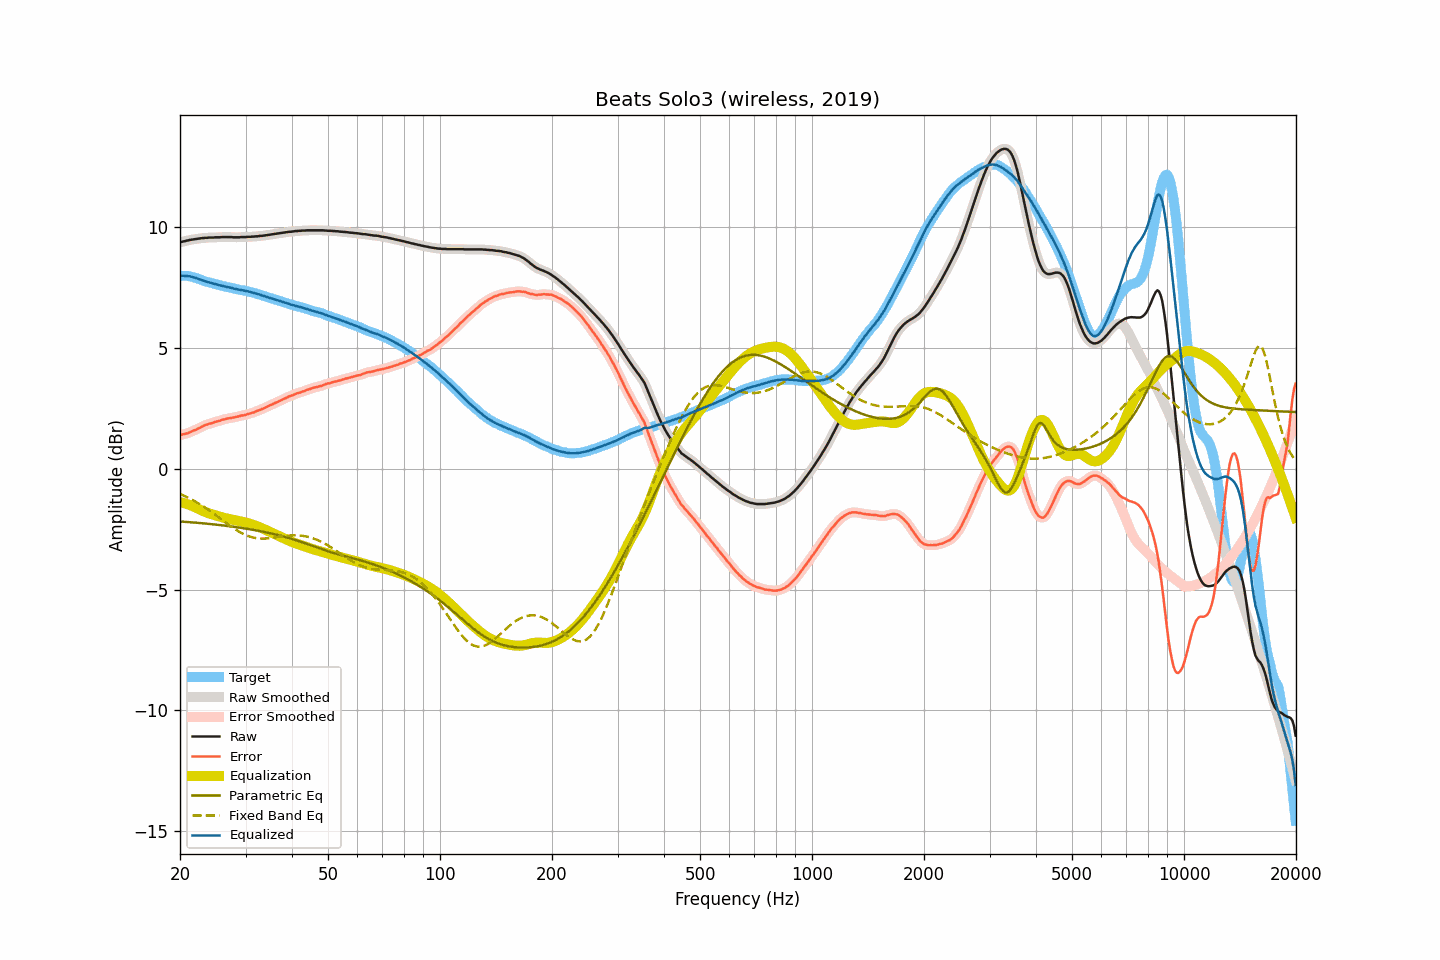 Beats Solo3 (wireless, 2019)
Amplitude (dBr)
10
5
0
−5
−10
−15
Target
Raw Smoothed
Error Smoothed
Raw
Error
Equalization
Parametric Eq
Fixed Band Eq
Equalized
20 50 100 200 500 1000 2000 5000 10000 20000
Frequency (Hz)